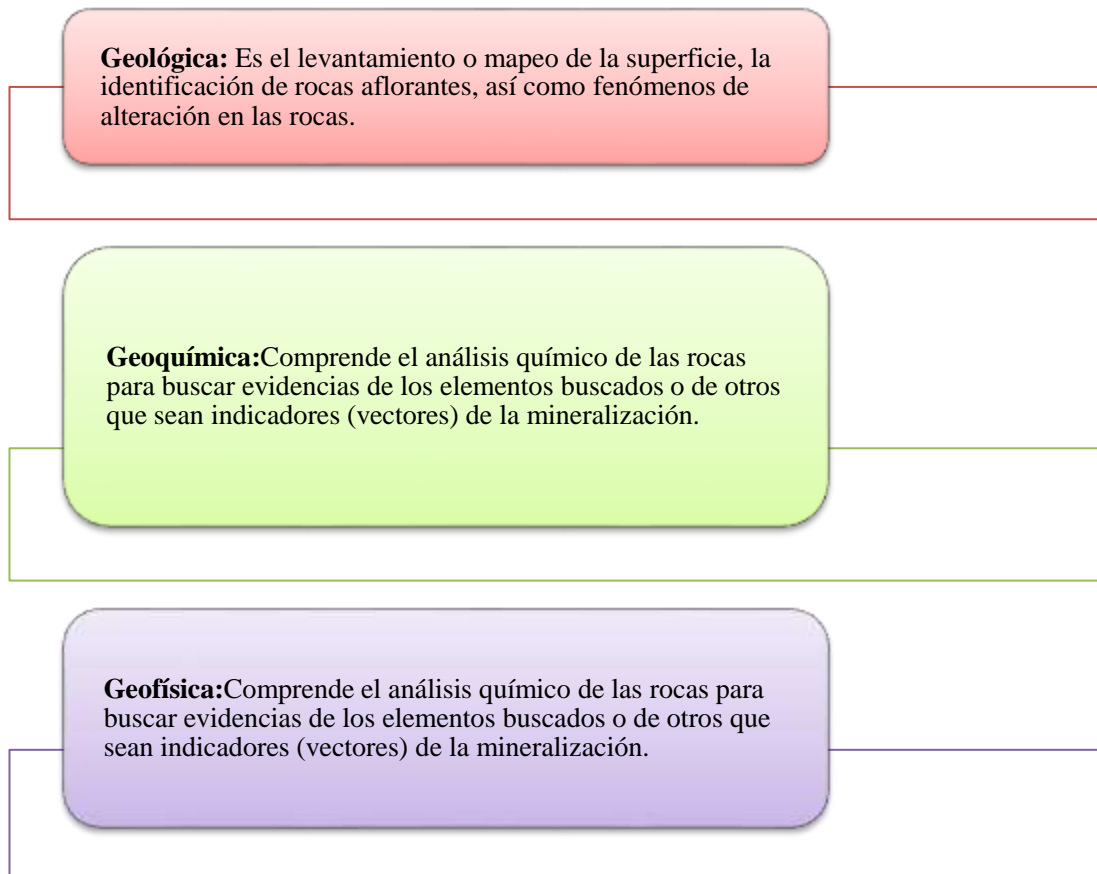 Geológica: Es el levantamiento o mapeo de la superficie, la
identificación de rocas aflorantes, así como fenómenos de
alteración en las rocas.
Geoquímica:Comprende el análisis químico de las rocas
para buscar evidencias de los elementos buscados o de otros
que sean indicadores (vectores) de la mineralización.
Geofísica:Comprende el análisis químico de las rocas para
buscar evidencias de los elementos buscados o de otros que
sean indicadores (vectores) de la mineralización.